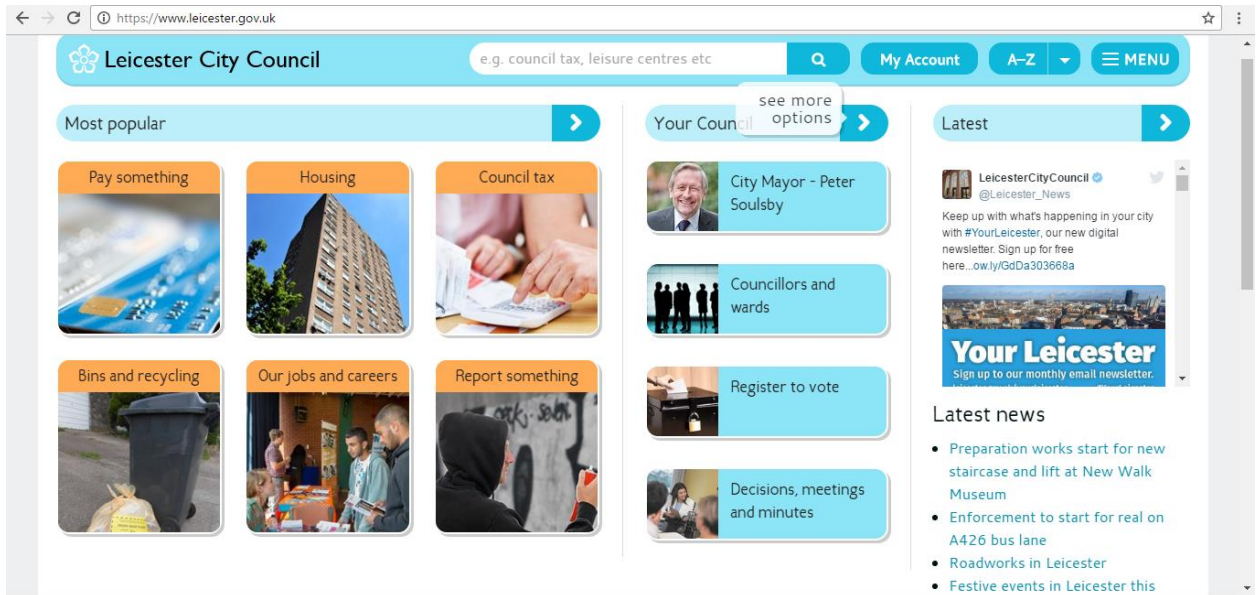 https://www.leicester.gov.uk
Leicester City Council
e.g. council tax, leisure centres etc
My Account
A–Z
MENU
Most popular
Pay something
Housing
Council tax
Bins and recycling
Our jobs and careers
Report something
Your Council
see more
options
City Mayor - Peter
Soulsby
Councillors and
wards
Register to vote
Decisions, meetings
and minutes
Latest
LeicesterCityCouncil
@Leicester_News
Keep up with what's happening in your city
with #YourLeicester, our new digital
newsletter. Sign up for free
here...ow.ly/GdDa303668a
Your Leicester
Sign up to our monthly email newsletter.
Latest news
Preparation works start for new
staircase and lift at New Walk
Museum
Enforcement to start for real on
A426 bus lane
Roadworks in Leicester
Festive events in Leicester this